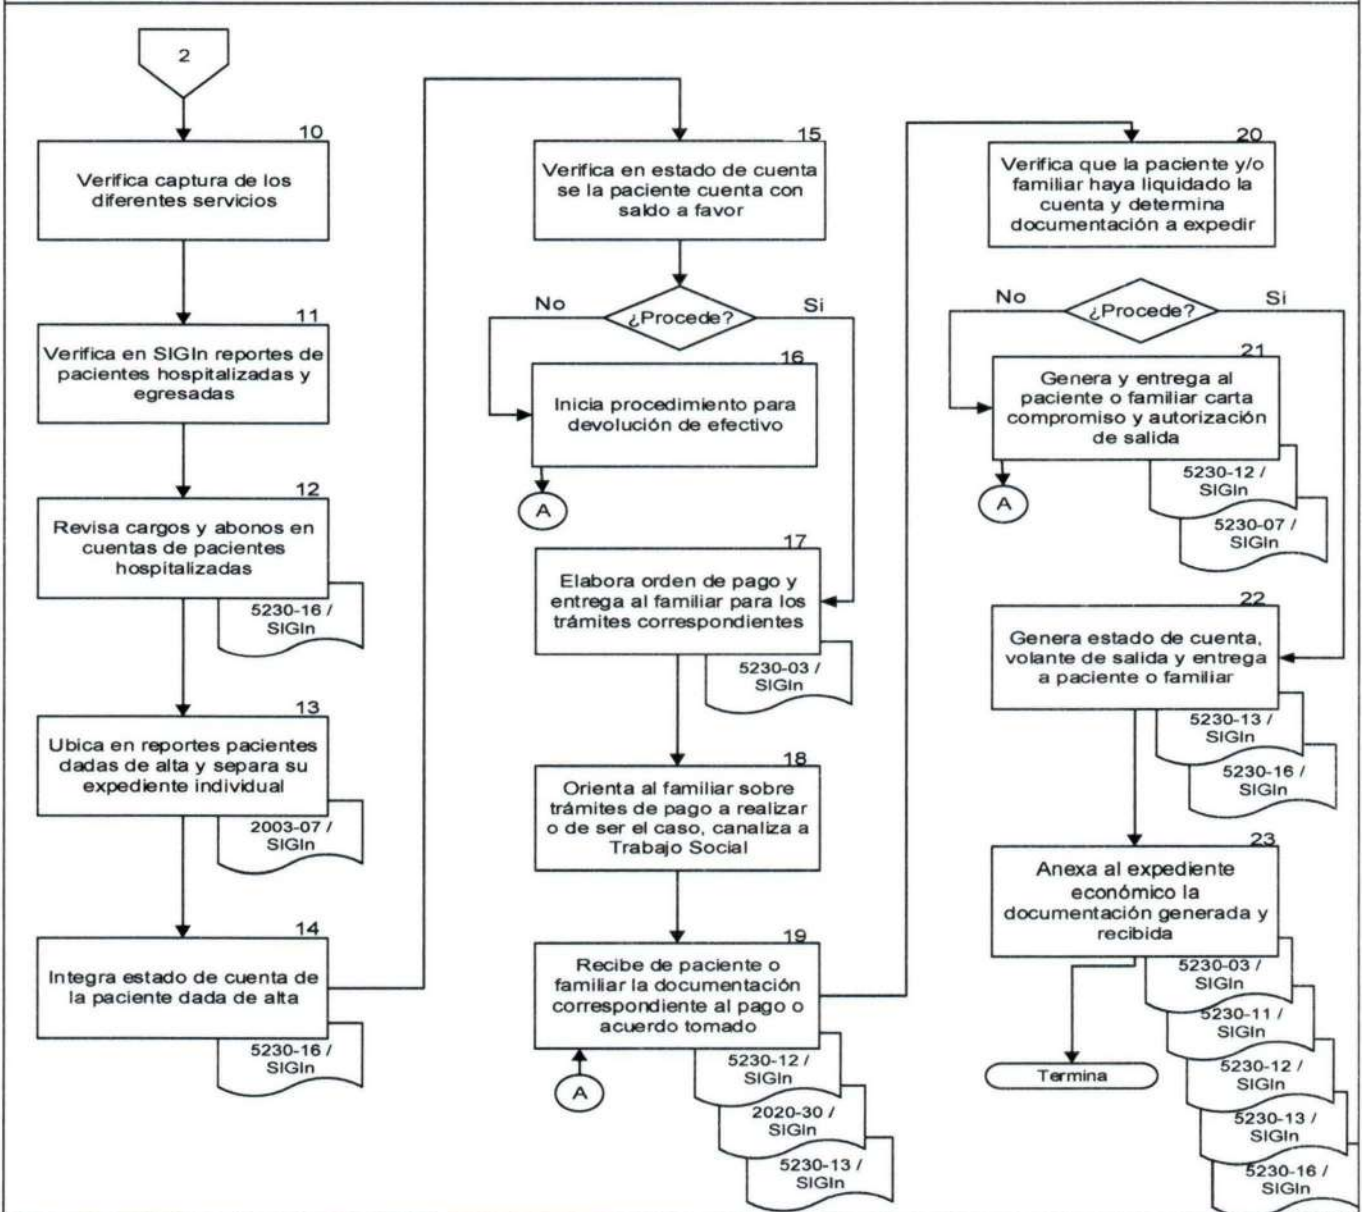 2
10
Verifica captura de los
diferentes servicios
11
Verifica en SIGIn reportes de
pacientes hospitalizadas y
egresadas
12
Revisa cargos y abonos en
cuentas de pacientes
hospitalizadas
5230-16 /
SIGIn
13
Ubica en reportes pacientes
dadas de alta y separa su
expediente individual
2003-07 /
SIGIn
14
Integra estado de cuenta de
la paciente dada de alta
5230-16 /
SIGIn
15
Verifica en estado de cuenta
se la paciente cuenta con
saldo a favor
No
¿Procede?
Si
16
Inicia procedimiento para
devolución de efectivo
A
17
Elabora orden de pago y
entrega al familiar para los
trámites correspondientes
5230-03 /
SIGIn
18
Orienta al familiar sobre
trámites de pago a realizar
o de ser el caso, canaliza a
Trabajo Social
19
Recibe de paciente o
familiar la documentación
correspondiente al pago o
acuerdo tomado
5230-12 /
SIGIn
2020-30 /
SIGIn
5230-13 /
SIGIn
A
20
Verifica que la paciente y/o
familiar haya liquidado la
cuenta y determina
documentación a expedir
No
¿Procede?
Si
21
Genera y entrega al
paciente o familiar carta
compromiso y autorización
de salida
5230-12 /
SIGIn
5230-07 /
SIGIn
A
22
Genera estado de cuenta,
volante de salida y entrega
a paciente o familiar
5230-13 /
SIGIn
5230-16 /
SIGIn
23
Anexa al expediente
económico la
documentación generada y
recibida
5230-03 /
SIGIn
5230-11 /
SIGIn
5230-12 /
SIGIn
5230-13 /
SIGIn
5230-16 /
SIGIn
Termina